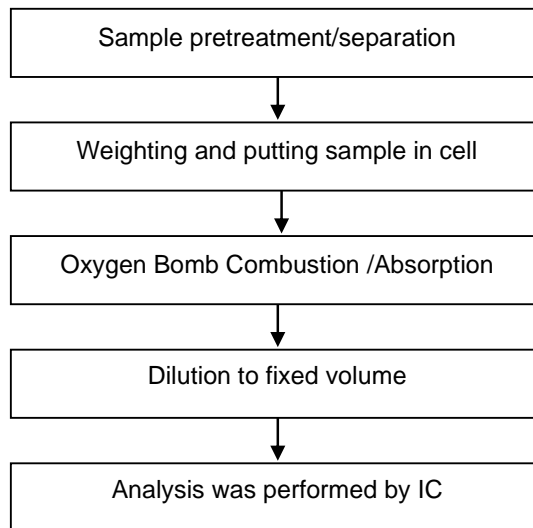 Sample pretreatment/separation
Weighting and putting sample in cell
Oxygen Bomb Combustion /Absorption
Dilution to fixed volume
Analysis was performed by IC